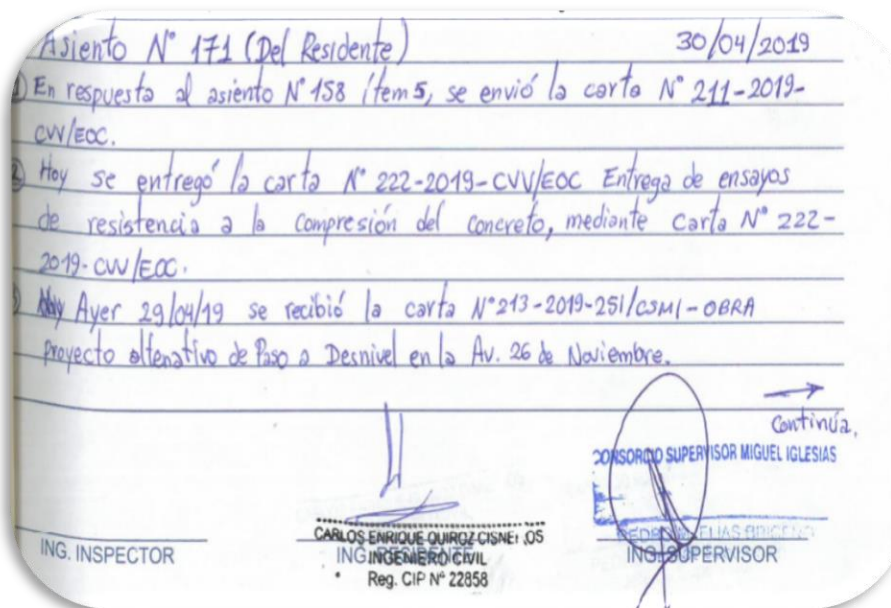 Asiento N° 171 (Del Residente) 30/04/2019
1) En respuesta al asiento N° 158 ítem 5, se envió la carta N° 211-2019-
CVV/EOC.
2) Hoy se entregó la carta N° 222-2019-CVV/EOC Entrega de ensayos
de resistencia a la compresión del concreto, mediante Carta N° 222-
2019-CVV/EOC.
3) Hoy Ayer 29/04/19 se recibió la carta N°213-2019-251/CSMI-OBRA
proyecto altenativo de Paso a Desnivel en la Av. 26 de Noviembre.
Continúa.
CONSORCIO SUPERVISOR MIGUEL IGLESIAS
CARLOS ENRIQUE QUIROZ
INGENIERO CIVIL
Reg. CIP N° 22858
ING. INSPECTOR
ING. RESIDENTE
ING. SUPERVISOR